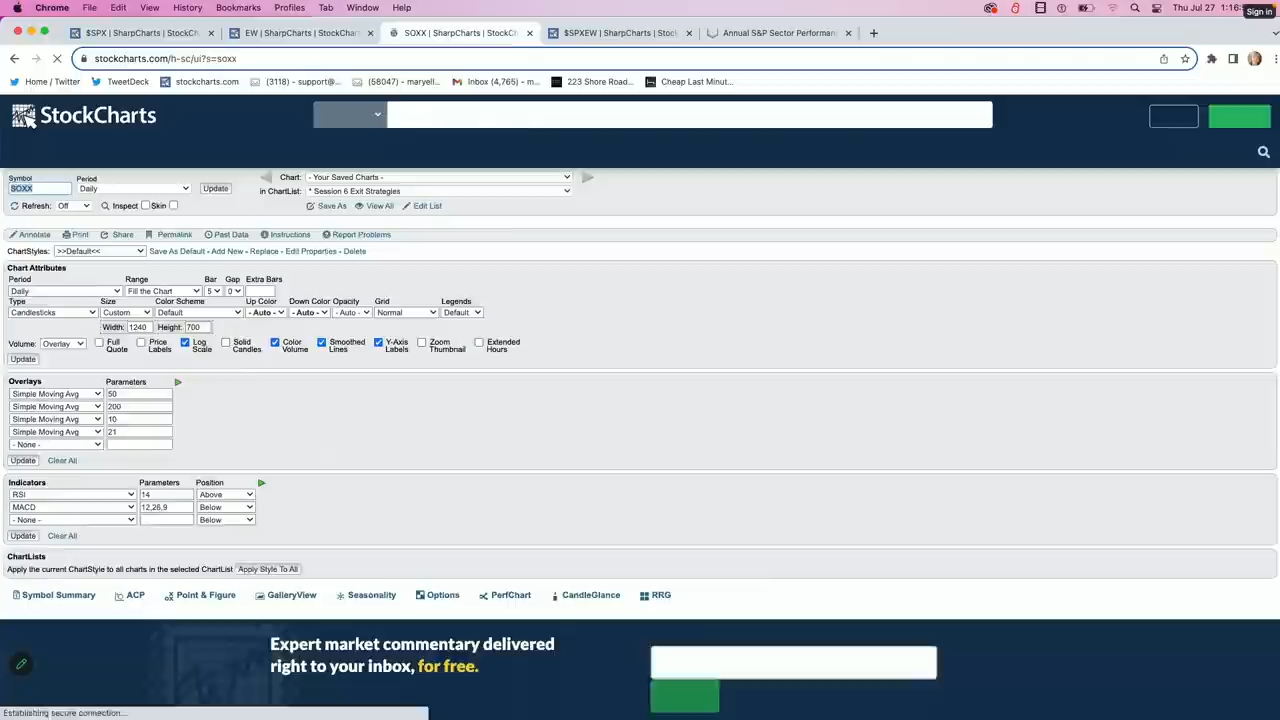 Chrome File Edit View History Bookmarks Profiles Tab Window Help Thu Jul 27 1:16
Sign in
$SPX | SharpCharts | StockCh... EW | SharpCharts | StockCharts... SOXX | SharpCharts | StockCh... $SPXEW | SharpCharts | Stock... Annual S&P Sector Performan...
stockcharts.com/h-sc/ui?s=soxx
Home / Twitter TweetDeck stockcharts.com (3118) - support@... (58047) - maryell... Inbox (4,765) - m... 223 Shore Road... Cheap Last Minut...
StockCharts
Symbol Period Chart: - Your Saved Charts -
SOXX Daily Update in ChartList: * Session 6 Exit Strategies
Refresh: Off Inspect Skin Save As View All Edit List
Annotate Print Share Permalink Past Data Instructions Report Problems
ChartStyles: >>Default<< Save As Default - Add New - Replace - Edit Properties - Delete
Chart Attributes
Period Range Bar Gap Extra Bars
Daily Fill the Chart 5 0
Type Size Color Scheme Up Color Down Color Opacity Grid Legends
Candlesticks Custom Default - Auto - - Auto - - Auto - Normal Default
Width: 1240 Height: 700
Volume: Overlay Full Quote Price Labels Log Scale Solid Candles Color Volume Smoothed Lines Y-Axis Labels Zoom Thumbnail Extended Hours
Update
Overlays Parameters
Simple Moving Avg 50
Simple Moving Avg 200
Simple Moving Avg 10
Simple Moving Avg 21
- None -
Update Clear All
Indicators Parameters Position
RSI 14 Above
MACD 12,26,9 Below
- None - Below
Update Clear All
ChartLists
Apply the current ChartStyle to all charts in the selected ChartList Apply Style To All
Symbol Summary ACP Point & Figure GalleryView Seasonality Options PerfChart CandleGlance RRG
Expert market commentary delivered
right to your inbox, for free.
Establishing secure connection...